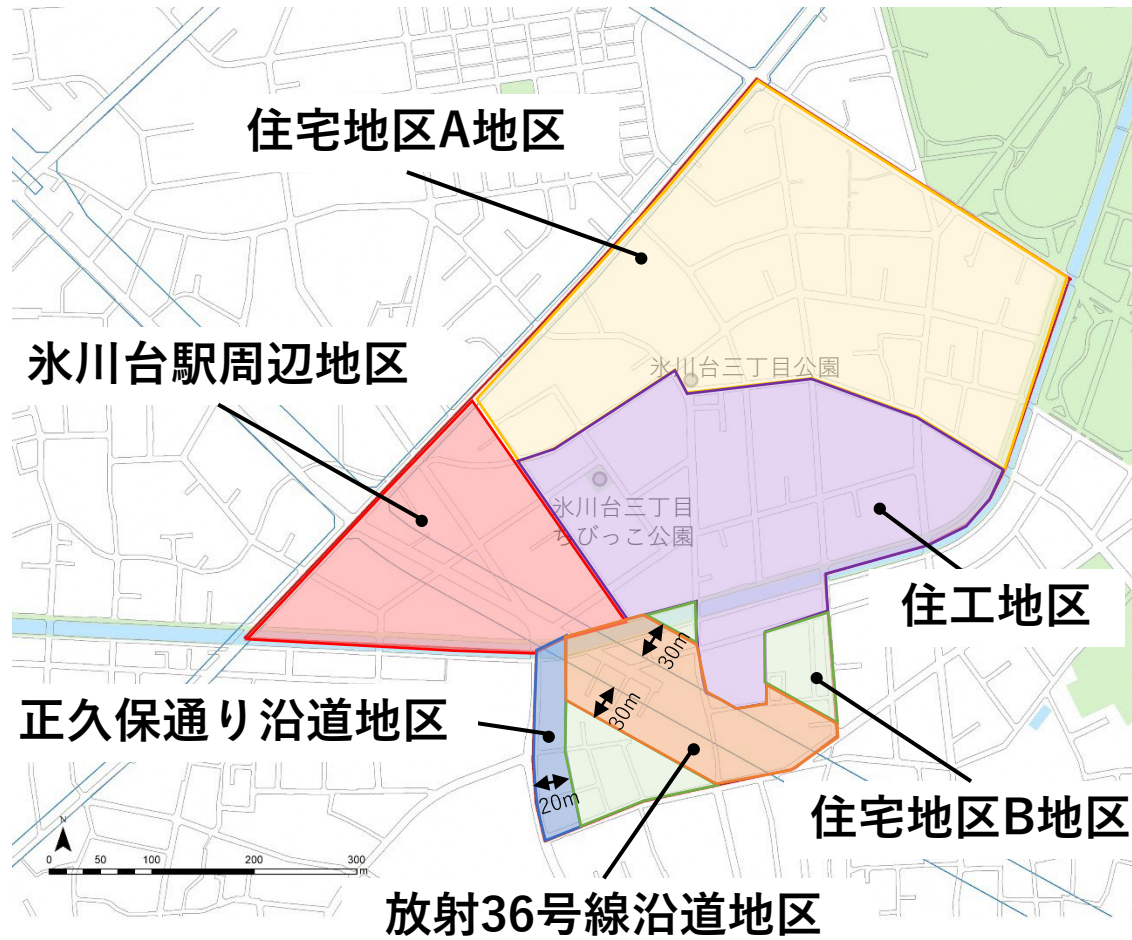 住宅地区A地区
氷川台駅周辺地区
氷川台三丁目公園
氷川台三丁目
ちびっこ公園
住工地区
30m
30m
正久保通り沿道地区
20m
住宅地区B地区
N
0 50 100 200 300
m
放射36号線沿道地区